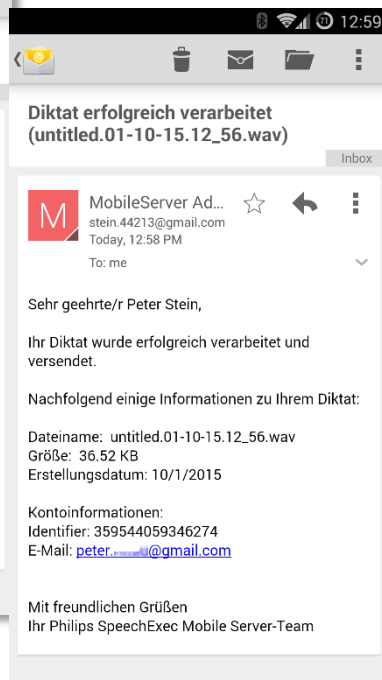 71 12:59
Diktat erfolgreich verarbeitet
(untitled.01-10-15.12_56.wav)
Inbox
M
MobileServer Ad...
stein.44213@gmail.com
Today, 12:58 PM
To: me
Sehr geehrte/r Peter Stein,
Ihr Diktat wurde erfolgreich verarbeitet und
versendet.
Nachfolgend einige Informationen zu Ihrem Diktat:
Dateiname: untitled.01-10-15.12_56.wav
Größe: 36.52 KB
Erstellungsdatum: 10/1/2015
Kontoinformationen:
Identifier: 359544059346274
E-Mail: peter. @gmail.com
Mit freundlichen Grüßen
Ihr Philips SpeechExec Mobile Server-Team